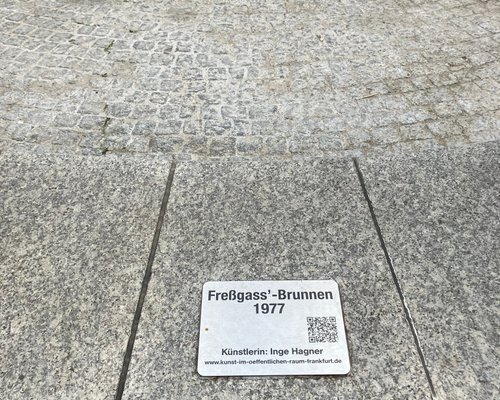 Freßgass'-Brunnen
1977
Künstlerin: Inge Hagner
www.kunst-im-oeffentlichen-raum-frankfurt.de